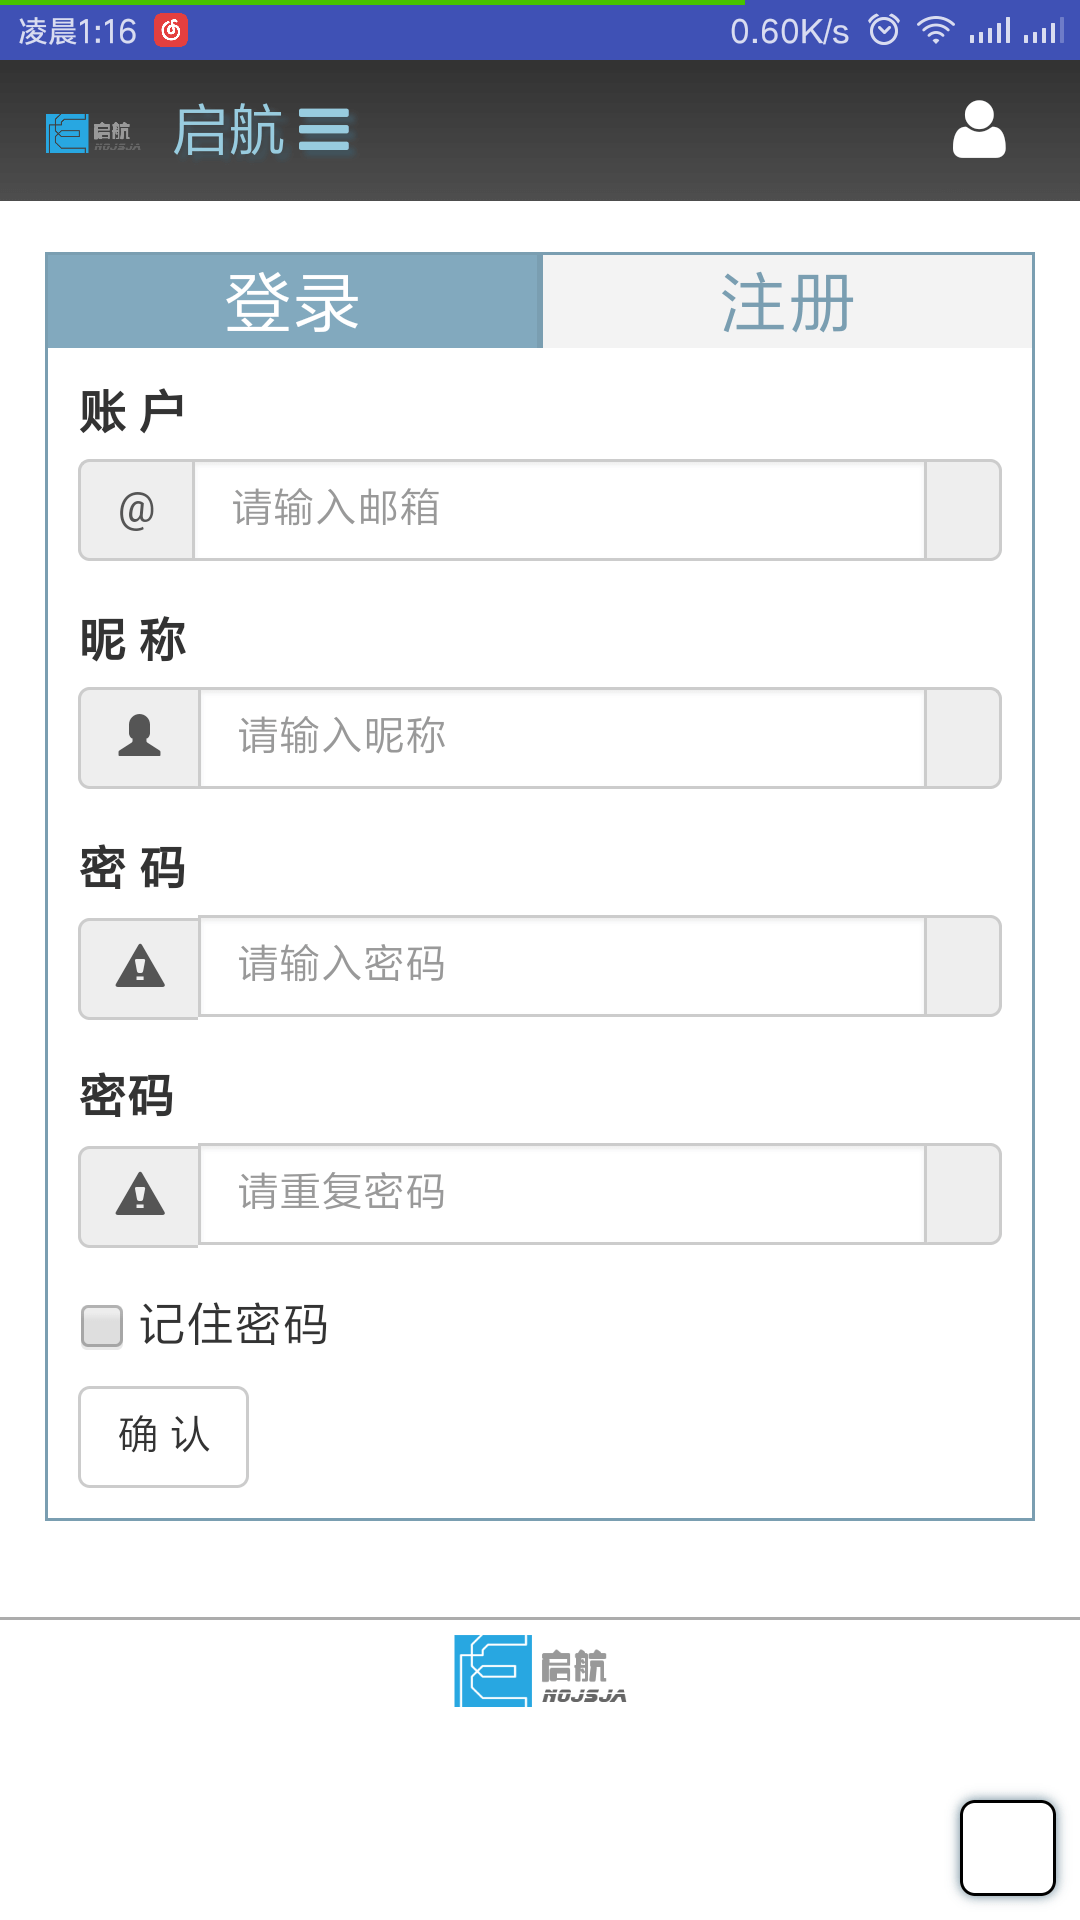 凌晨1:16 0.60K/s
启航 NOJSJA 启航
登录 注册
账 户
@ 请输入邮箱
昵 称
请输入昵称
密 码
请输入密码
密码
请重复密码
记住密码
确 认
启航
NOJSJA